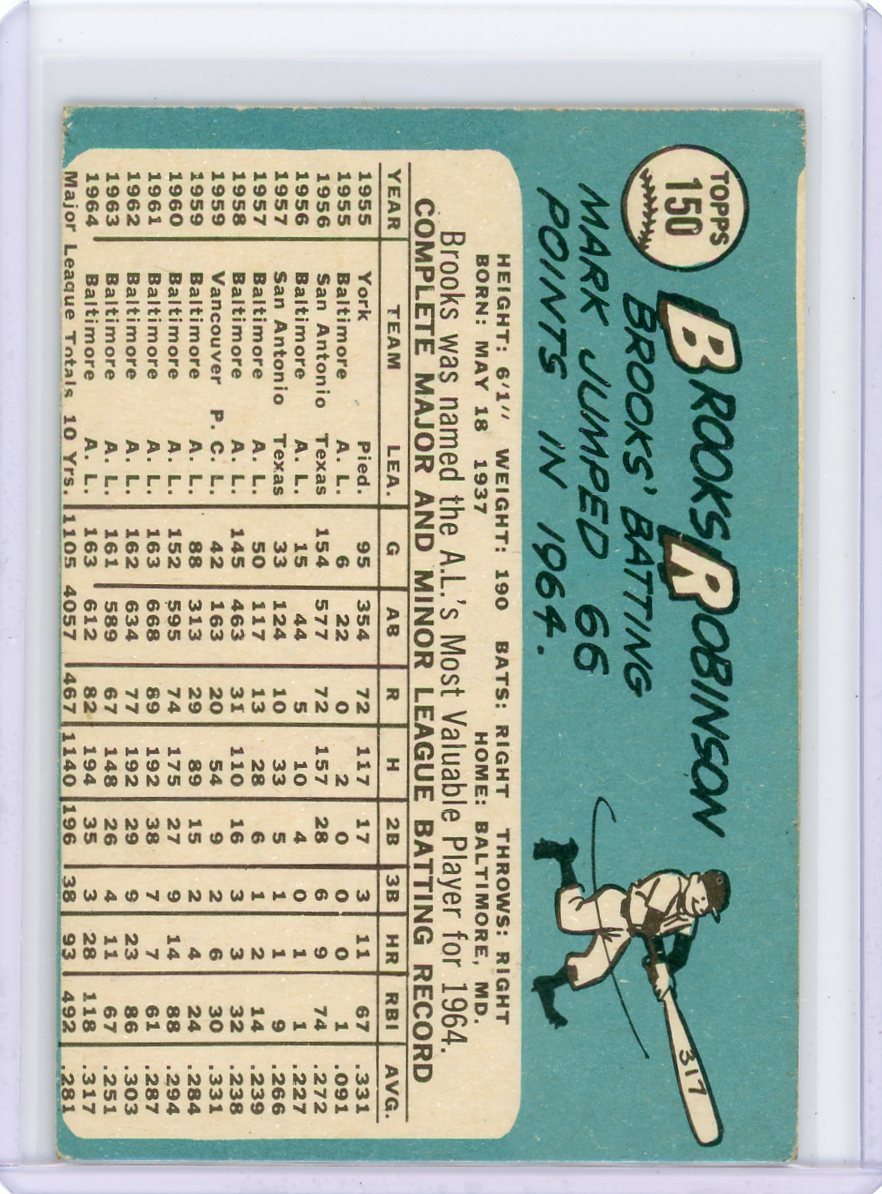 TOPPS
150
BROOKS ROBINSON
BROOKS' BATTING
MARK JUMPED 66
POINTS IN 1964.
317
HEIGHT: 6'1" WEIGHT: 190 BATS: RIGHT THROWS: RIGHT
BORN: MAY 18 1937 HOME: BALTIMORE, MD.
Brooks was named the A.L.'s Most Valuable Player for 1964.
COMPLETE MAJOR AND MINOR LEAGUE BATTING RECORD
YEAR TEAM LEA. G AB R H 2B 3B HR RBI AVG.
1955 York Pied. 95 354 72 117 17 3 11 67 .331
1955 Baltimore A. L. 6 22 0 2 0 0 0 1 .091
1956 San Antonio Texas 154 577 72 157 28 6 9 74 .272
1956 Baltimore A. L. 15 44 5 10 4 0 1 1 .227
1957 San Antonio Texas 33 124 10 33 5 1 1 9 .266
1957 Baltimore A. L. 50 117 13 28 6 1 2 14 .239
1958 Baltimore A. L. 145 463 31 110 16 3 3 32 .238
1959 Vancouver P. C. L. 42 163 20 54 9 2 6 30 .331
1959 Baltimore A. L. 88 313 29 89 15 2 4 24 .284
1960 Baltimore A. L. 152 595 74 175 27 9 14 88 .294
1961 Baltimore A. L. 163 668 89 192 38 7 7 61 .287
1962 Baltimore A. L. 162 634 77 192 29 9 23 86 .303
1963 Baltimore A. L. 161 589 67 148 26 4 11 67 .251
1964 Baltimore A. L. 163 612 82 194 35 3 28 118 .317
Major League Totals 10 Yrs. 1105 4057 467 1140 196 38 93 492 .281